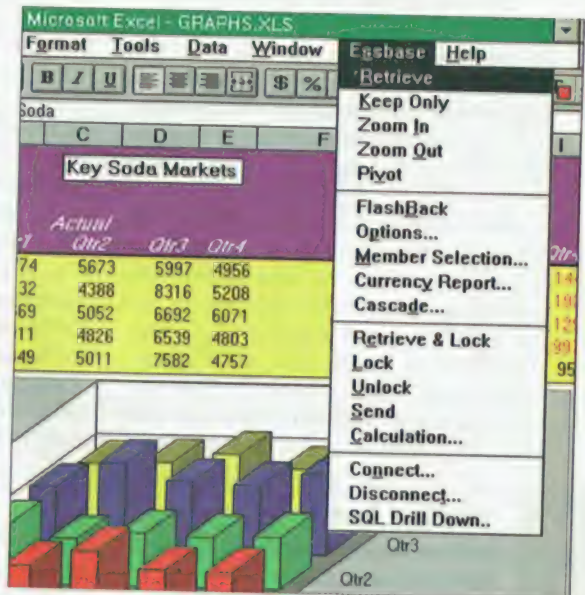 Microsoft Excel - GRAPHS.XLS
Format Tools Data Window Essbase Help
B I U $ %
Soda
C D E F I
Key Soda Markets
Actual
Qtr2 Qtr3 Qtr4
74 5673 5997 4956
32 4388 8316 5208
5052 6692 6071
4826 6539 4803
5011 7582 4757
95
Retrieve
Keep Only
Zoom In
Zoom Out
Pivot
FlashBack
Options...
Member Selection...
Currency Report...
Cascade...
Retrieve & Lock
Lock
Unlock
Send
Calculation...
Connect...
Disconnect...
SQL Drill Down..
Qtr3
Qtr2